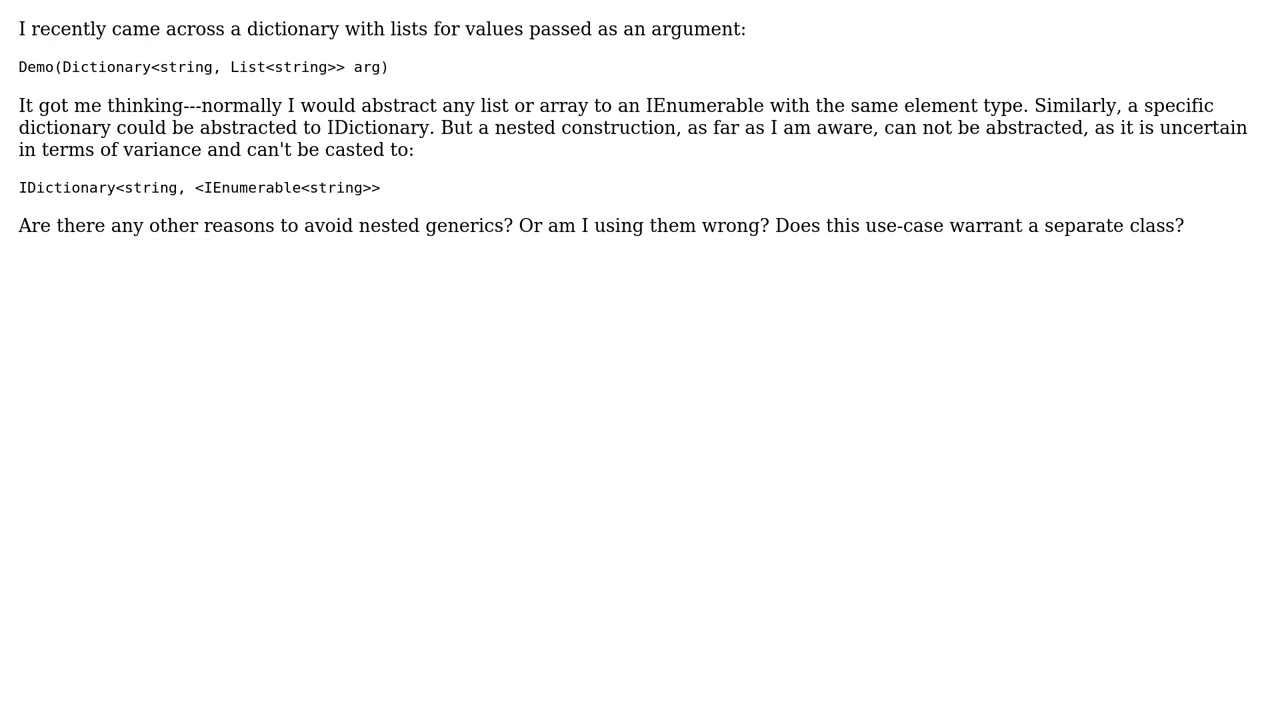 I recently came across a dictionary with lists for values passed as an argument:
Demo(Dictionary<string, List<string>> arg)
It got me thinking---normally I would abstract any list or array to an IEnumerable with the same element type. Similarly, a specific
dictionary could be abstracted to IDictionary. But a nested construction, as far as I am aware, can not be abstracted, as it is uncertain
in terms of variance and can't be casted to:
IDictionary<string, <IEnumerable<string>>
Are there any other reasons to avoid nested generics? Or am I using them wrong? Does this use-case warrant a separate class?